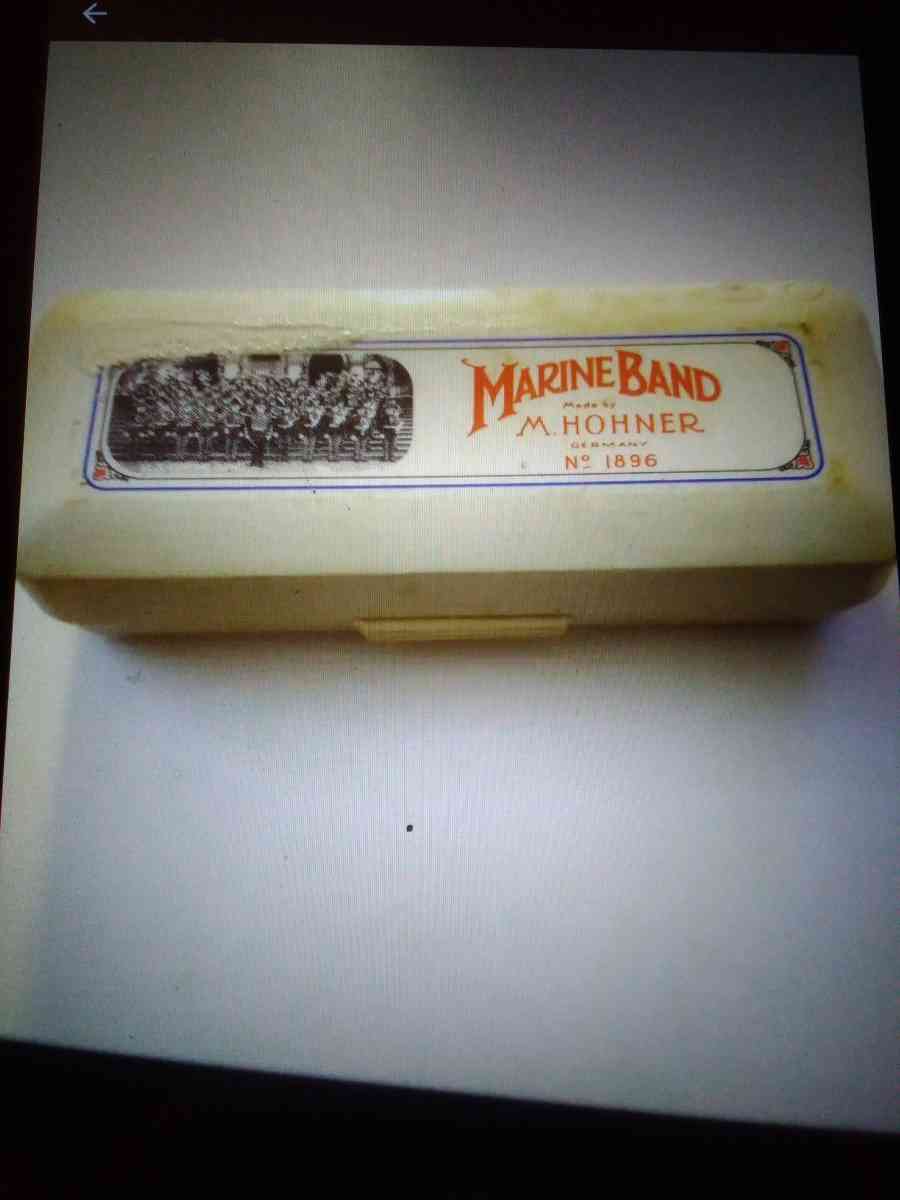 MARINE BAND
Made by
M. HOHNER
GERMANY
Nº 1896